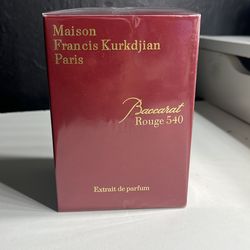 Maison
Francis Kurkdjian
Paris
Baccarat
Rouge 540
Extrait de parfum